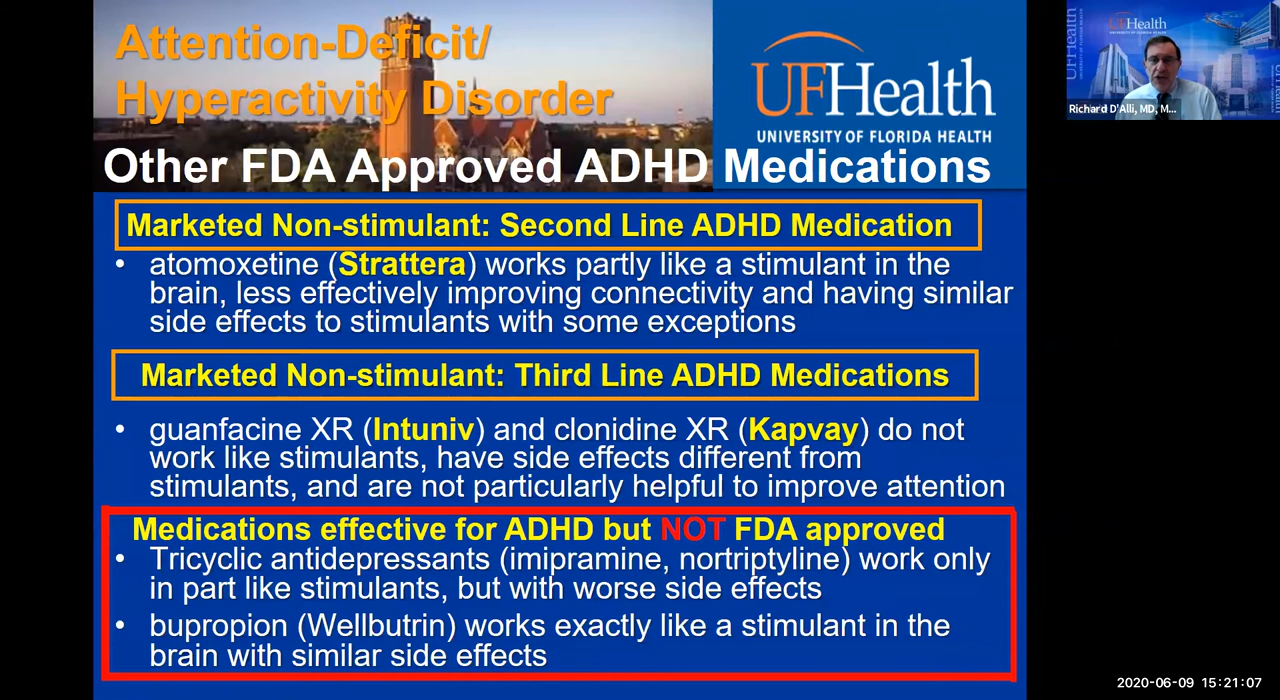 Attention-Deficit/
Hyperactivity Disorder
UFHealth
UNIVERSITY OF FLORIDA HEALTH
Other FDA Approved ADHD Medications
Marketed Non-stimulant: Second Line ADHD Medication
• atomoxetine (Strattera) works partly like a stimulant in the
brain, less effectively improving connectivity and having similar
side effects to stimulants with some exceptions
Marketed Non-stimulant: Third Line ADHD Medications
• guanfacine XR (Intuniv) and clonidine XR (Kapvay) do not
work like stimulants, have side effects different from
stimulants, and are not particularly helpful to improve attention
Medications effective for ADHD but NOT FDA approved
• Tricyclic antidepressants (imipramine, nortriptyline) work only
in part like stimulants, but with worse side effects
• bupropion (Wellbutrin) works exactly like a stimulant in the
brain with similar side effects
UFHealth
UNIVERSITY OF FLORIDA HEALTH
UFHealth
Richard D'Alli, MD, M...
2020-06-09 15:21:07